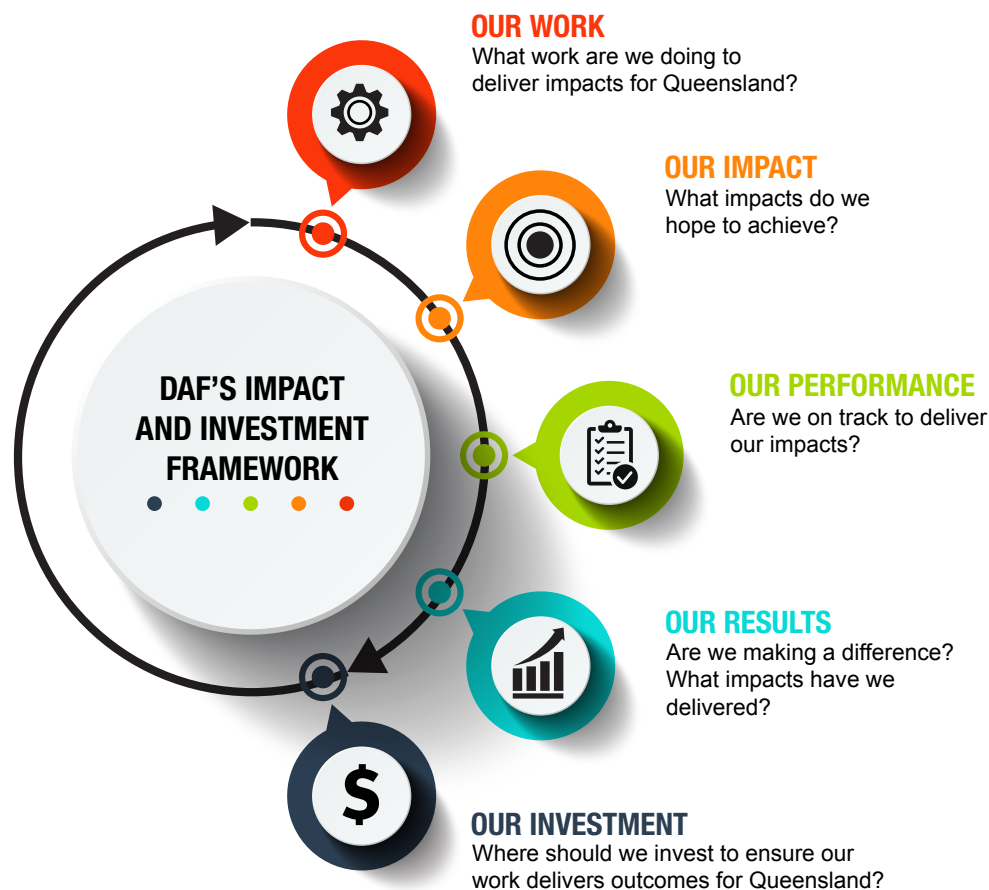 OUR WORK
What work are we doing to
deliver impacts for Queensland?
OUR IMPACT
What impacts do we
hope to achieve?
DAF'S IMPACT
AND INVESTMENT
FRAMEWORK
OUR PERFORMANCE
Are we on track to deliver
our impacts?
OUR RESULTS
Are we making a difference?
What impacts have we
delivered?
$
OUR INVESTMENT
Where should we invest to ensure our
work delivers outcomes for Queensland?